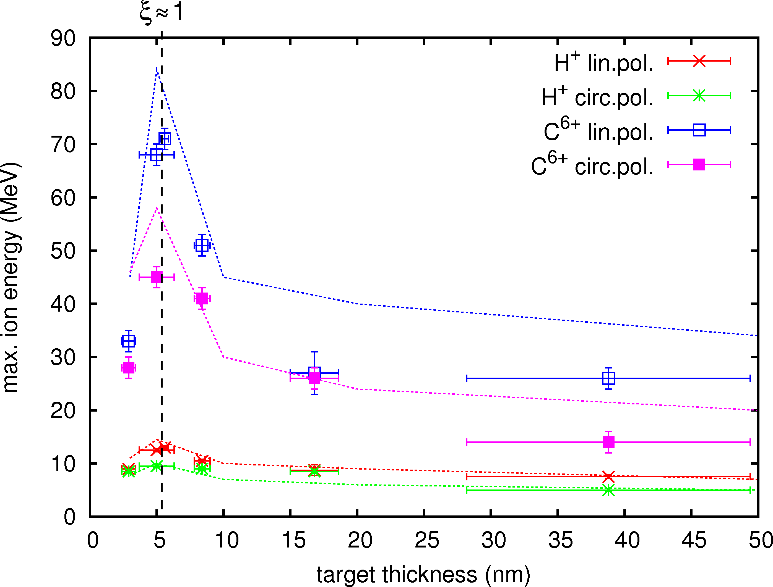 ξ≈1
90
80
70
60
50
40
30
20
10
0
max. ion energy (MeV)
H+ lin.pol.
H+ circ.pol.
C6+ lin.pol.
C6+ circ.pol.
0 5 10 15 20 25 30 35 40 45 50
target thickness (nm)